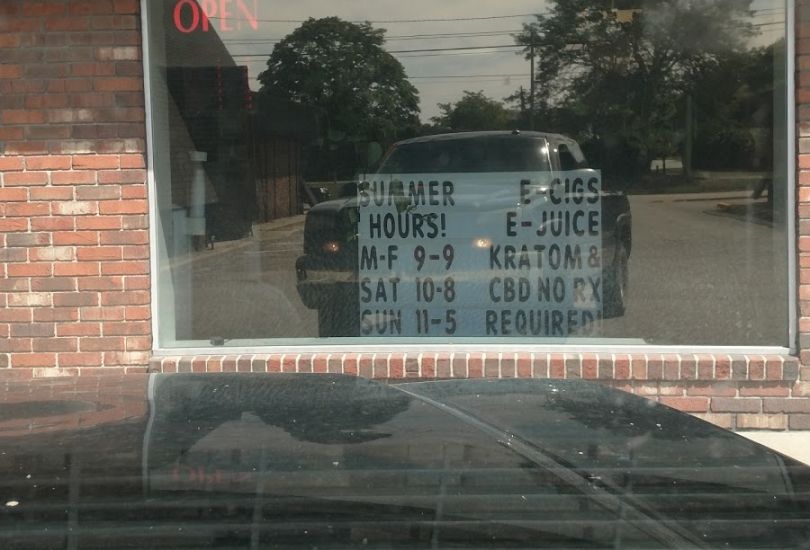 OPEN
SUMMER E-CIGS
HOURS! E-JUICE
M-F 9-9 KRATOM &
SAT 10-8 CBD NO RX
SUN 11-5 REQUIRED!